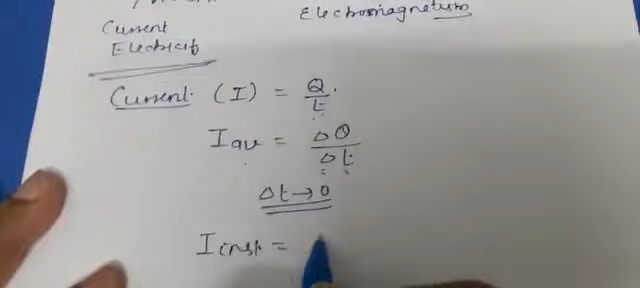 Current
Electricity
Electromagnetism
Current (I) = Q/t
Iav = ΔQ/Δt
Δt→0
Iinst =